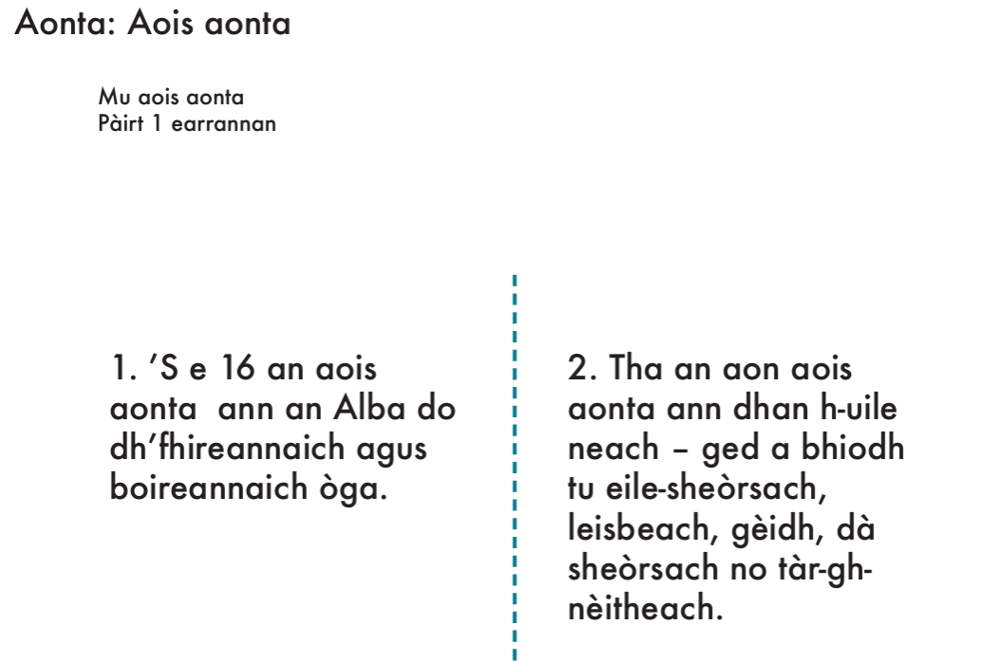 Aonta: Aois aonta
Mu aois aonta
Pàirt 1 earrannan
1. ’S e 16 an aois
aonta  ann an Alba do
dh’fhireannaich agus
boireannaich òga.
2. Tha an aon aois
aonta ann dhan h-uile
neach – ged a bhiodh
tu eile-sheòrsach,
leisbeach, gèidh, dà
sheòrsach no tàr-gh-
nèitheach.